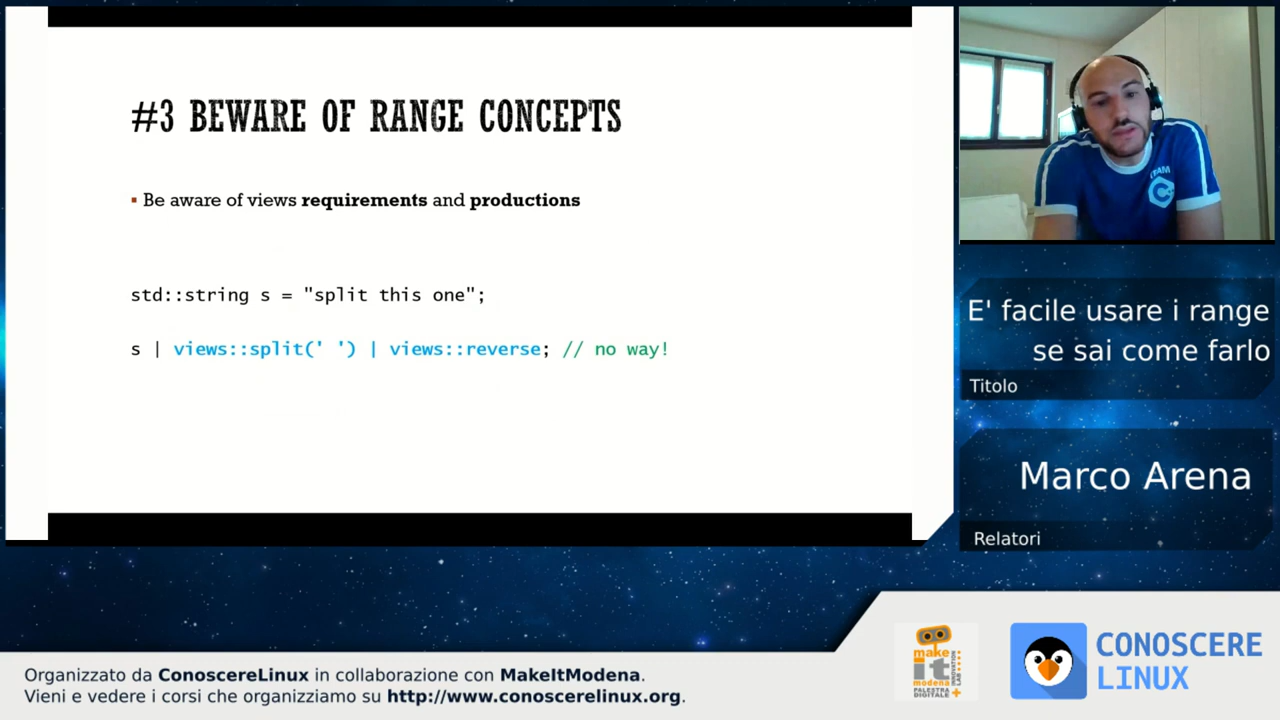 #3 BEWARE OF RANGE CONCEPTS
Be aware of views requirements and productions
std::string s = "split this one";
s | views::split(' ') | views::reverse; // no way!
ITAM
E' facile usare i range
se sai come farlo
Titolo
Marco Arena
Relatori
make
it
modena
PALESTRA
DIGITALE
CONOSCERE
LINUX
Organizzato da ConoscereLinux in collaborazione con MakeItModena.
Vieni e vedere i corsi che organizziamo su http://www.conoscerelinux.org.